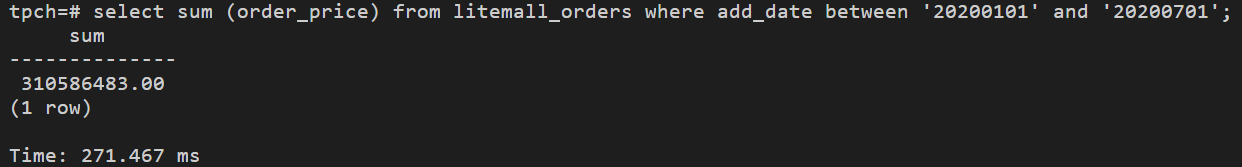 tpch=# select sum (order_price) from litemall_orders where add_date between '20200101' and '20200701';
     sum
--------------
 310586483.00
(1 row)

Time: 271.467 ms